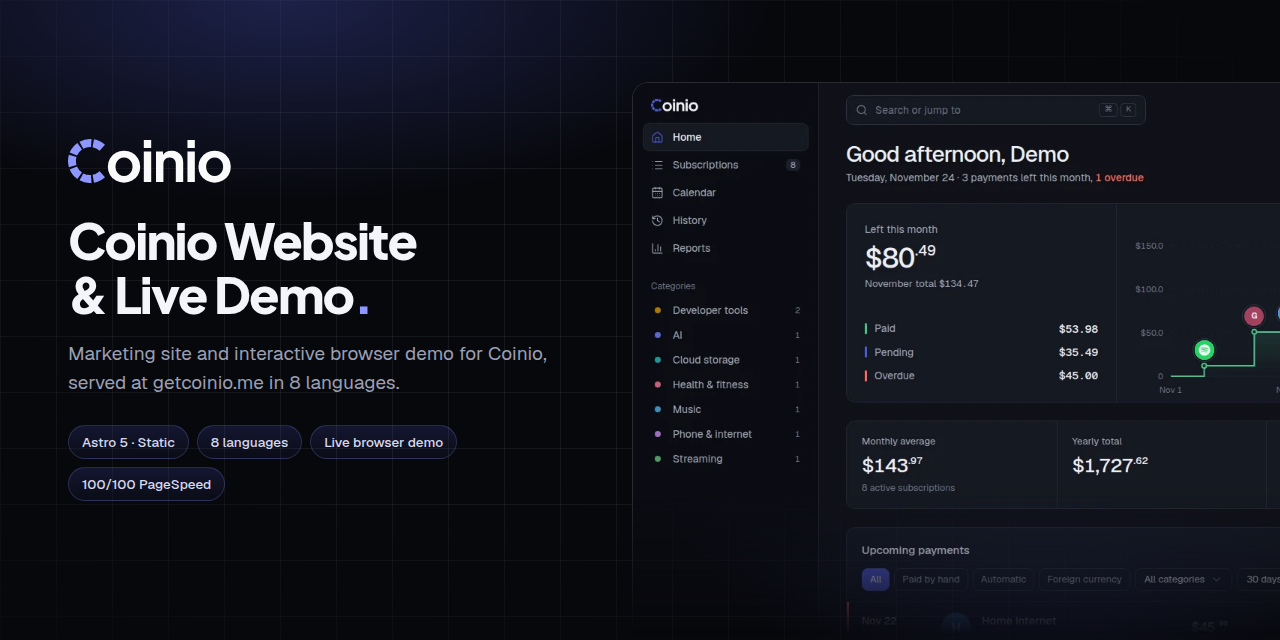 Coinio
Coinio Website
& Live Demo.
Marketing site and interactive browser demo for Coinio,
served at getcoinio.me in 8 languages.
Astro 5 · Static
8 languages
Live browser demo
100/100 PageSpeed
Coinio
Home
Subscriptions 8
Calendar
History
Reports
Categories
Developer tools 2
AI 1
Cloud storage 1
Health & fitness 1
Music 1
Phone & internet 1
Streaming 1
Search or jump to ⌘ K
Good afternoon, Demo
Tuesday, November 24 · 3 payments left this month, 1 overdue
Left this month
$80.49
November total $134.47
Paid $53.98
Pending $35.49
Overdue $45.00
$150.0
$100.0
$50.0
0
G
Nov 1
Monthly average
$143.97
8 active subscriptions
Yearly total
$1,727.62
Upcoming payments
All
Paid by hand
Automatic
Foreign currency
All categories
30 days
Nov 22
Home Internet